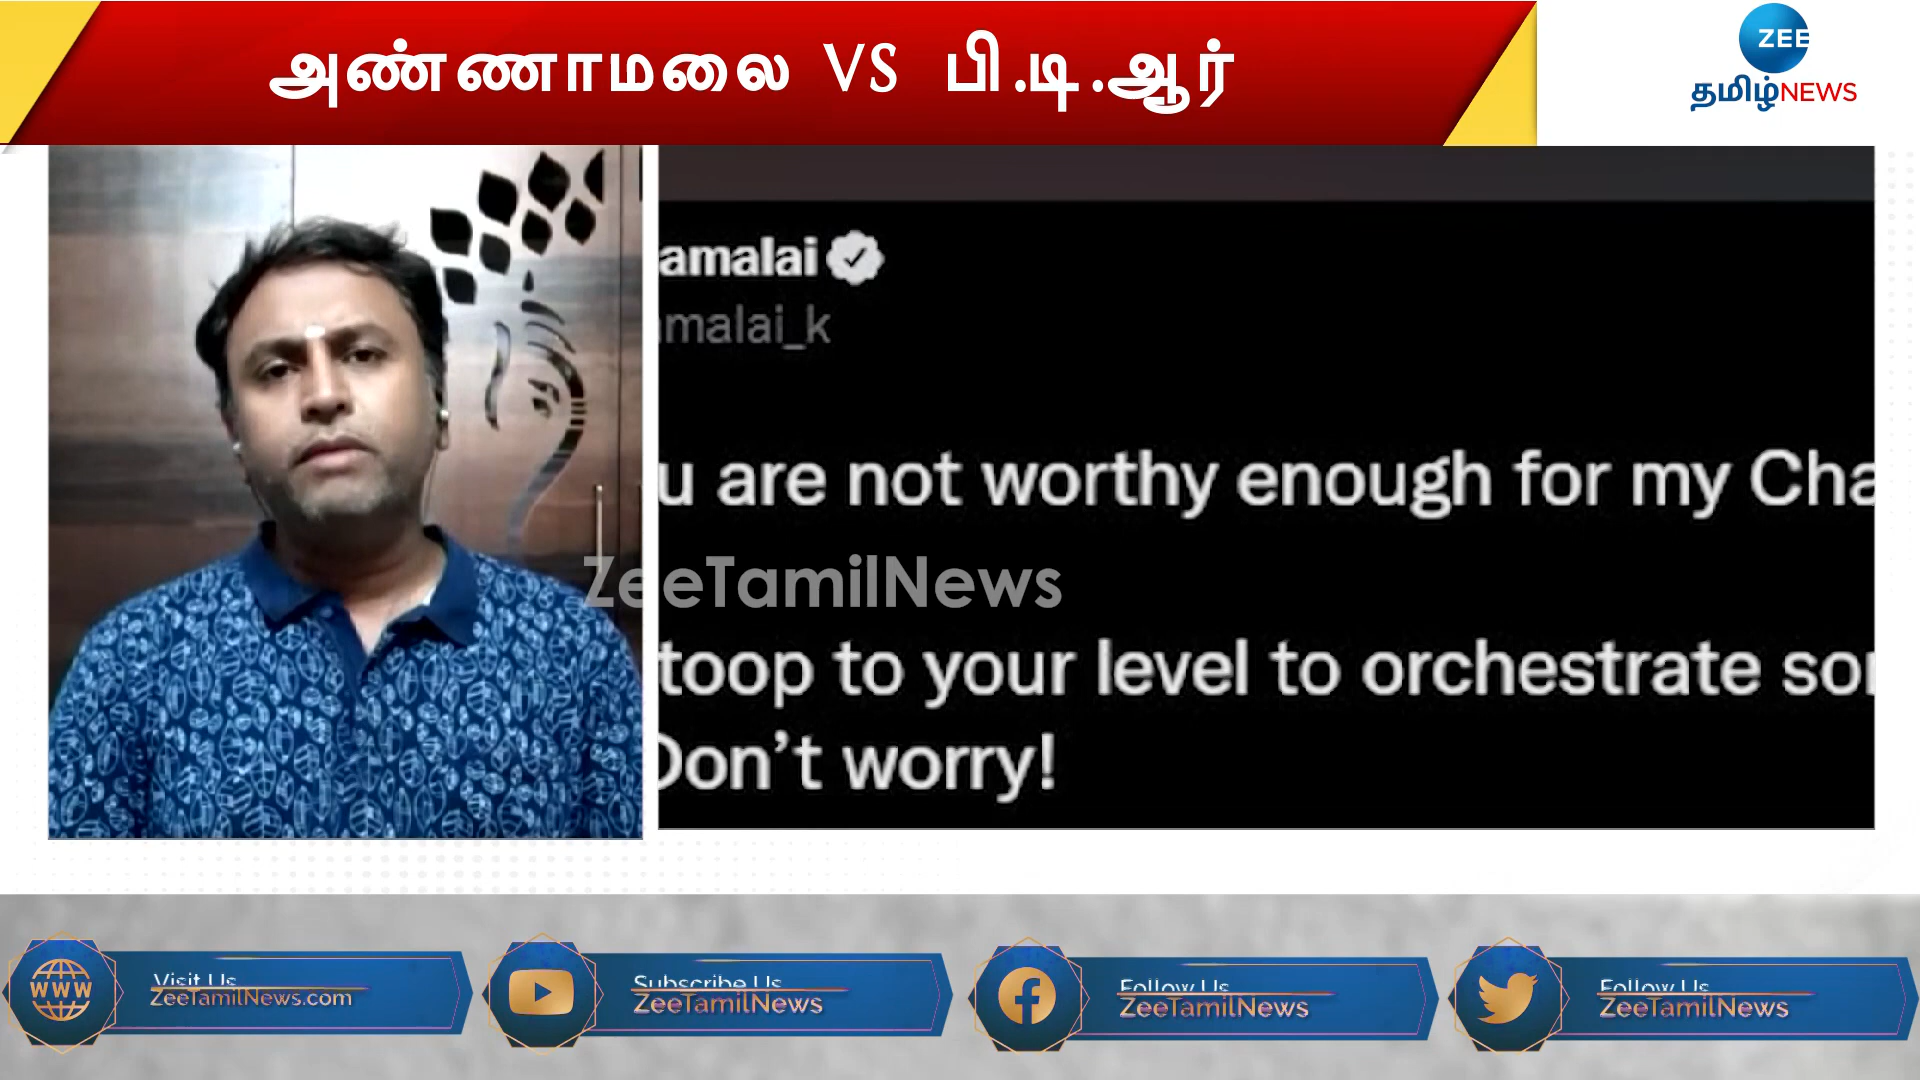 அண்ணாமலை VS பி.டி.ஆர்
ZEE
தமிழ்NEWS
amalai
malai_k
u are not worthy enough for my Cha
ZeeTamilNews
toop to your level to orchestrate
Don't worry!
WWW
Visit Us
ZeeTamilNews.com
Subscribe Us
ZeeTamilNews
Follow Us
ZeeTamilNews
Follow Us
ZeeTamilNews